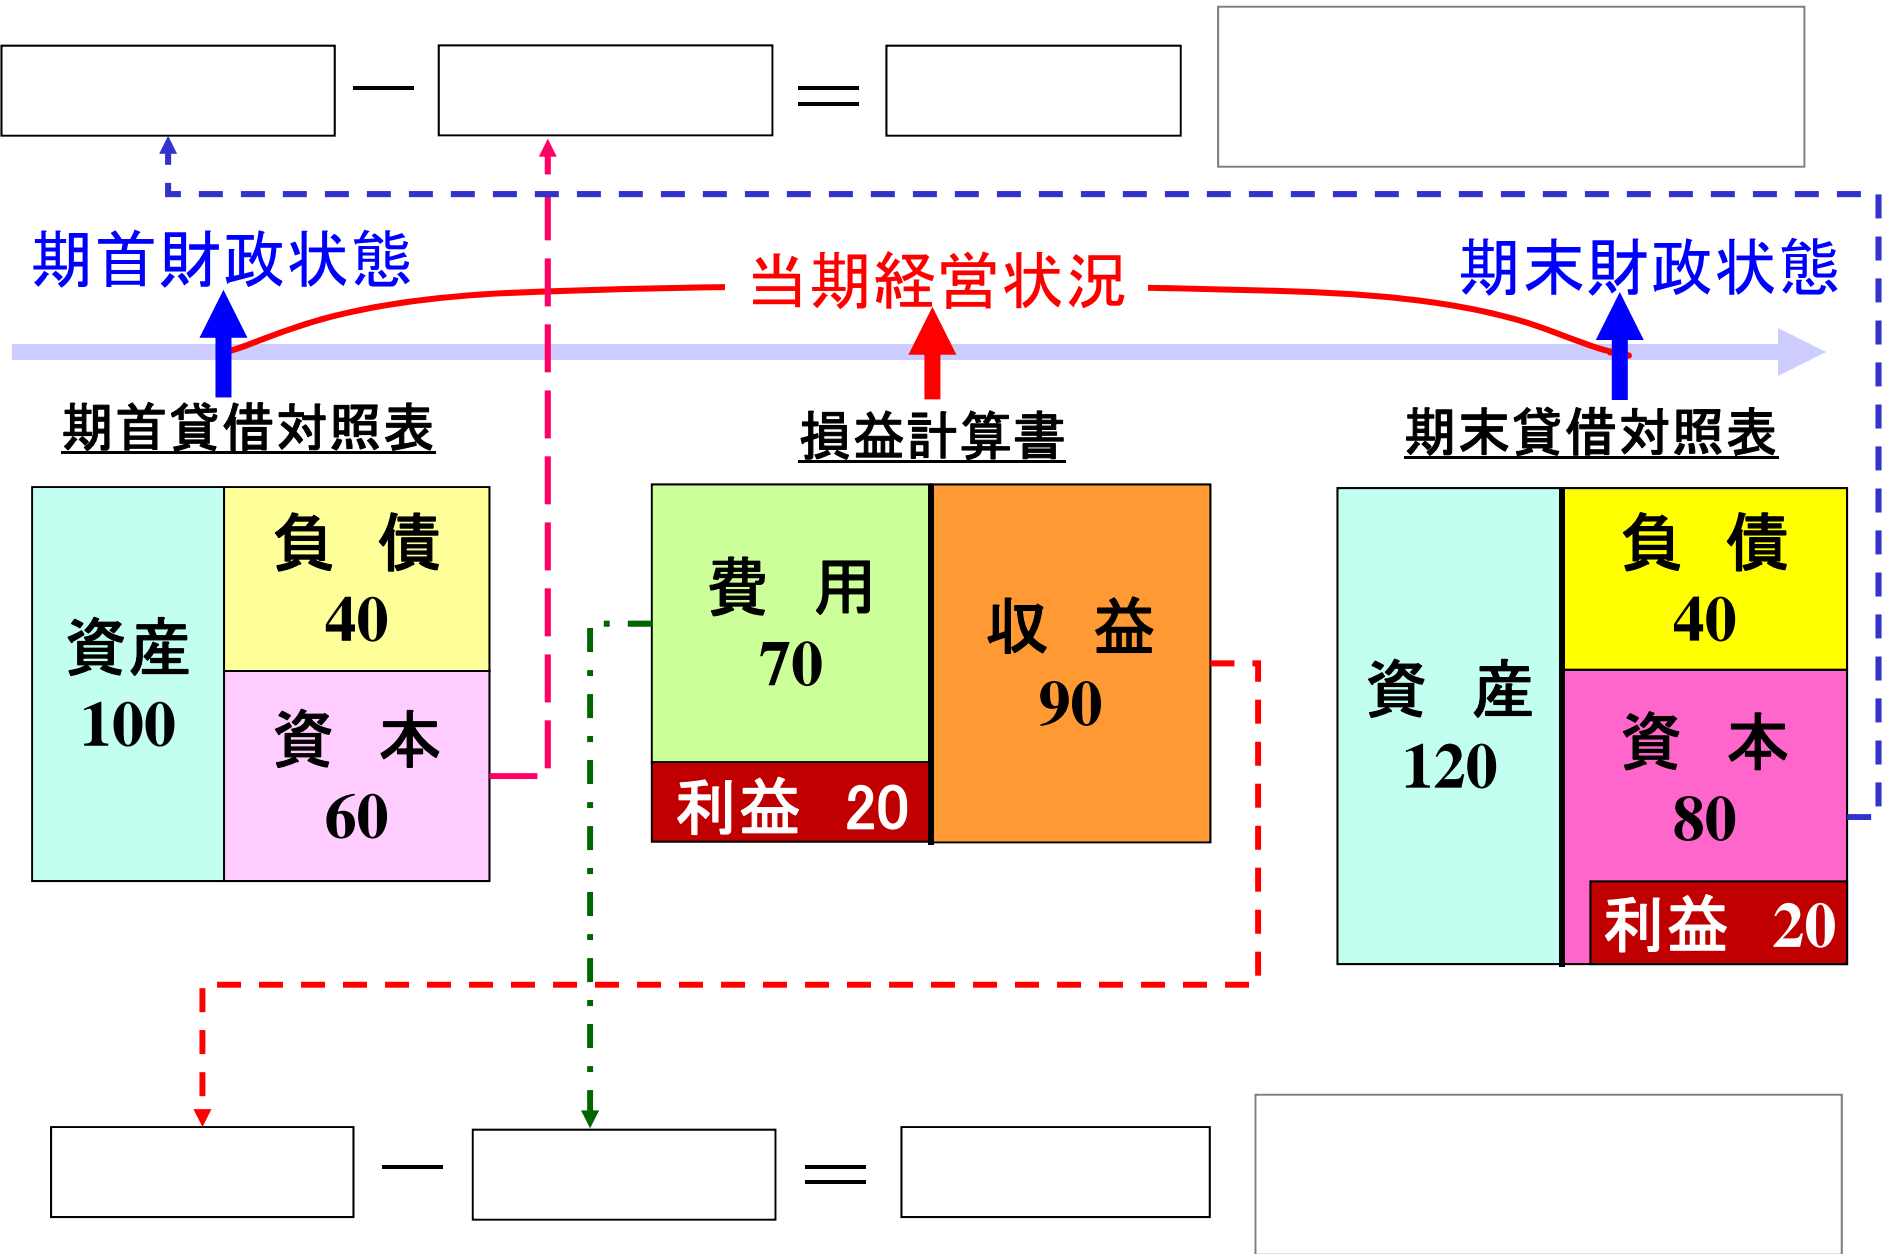 期首財政状態
当期経営状況
期末財政状態
期首貸借対照表
損益計算書
期末貸借対照表
資産
100
負 債
40
資 本
60
費 用
70
利益 20
収 益
90
資 産
120
負 債
40
資 本
80
利益 20